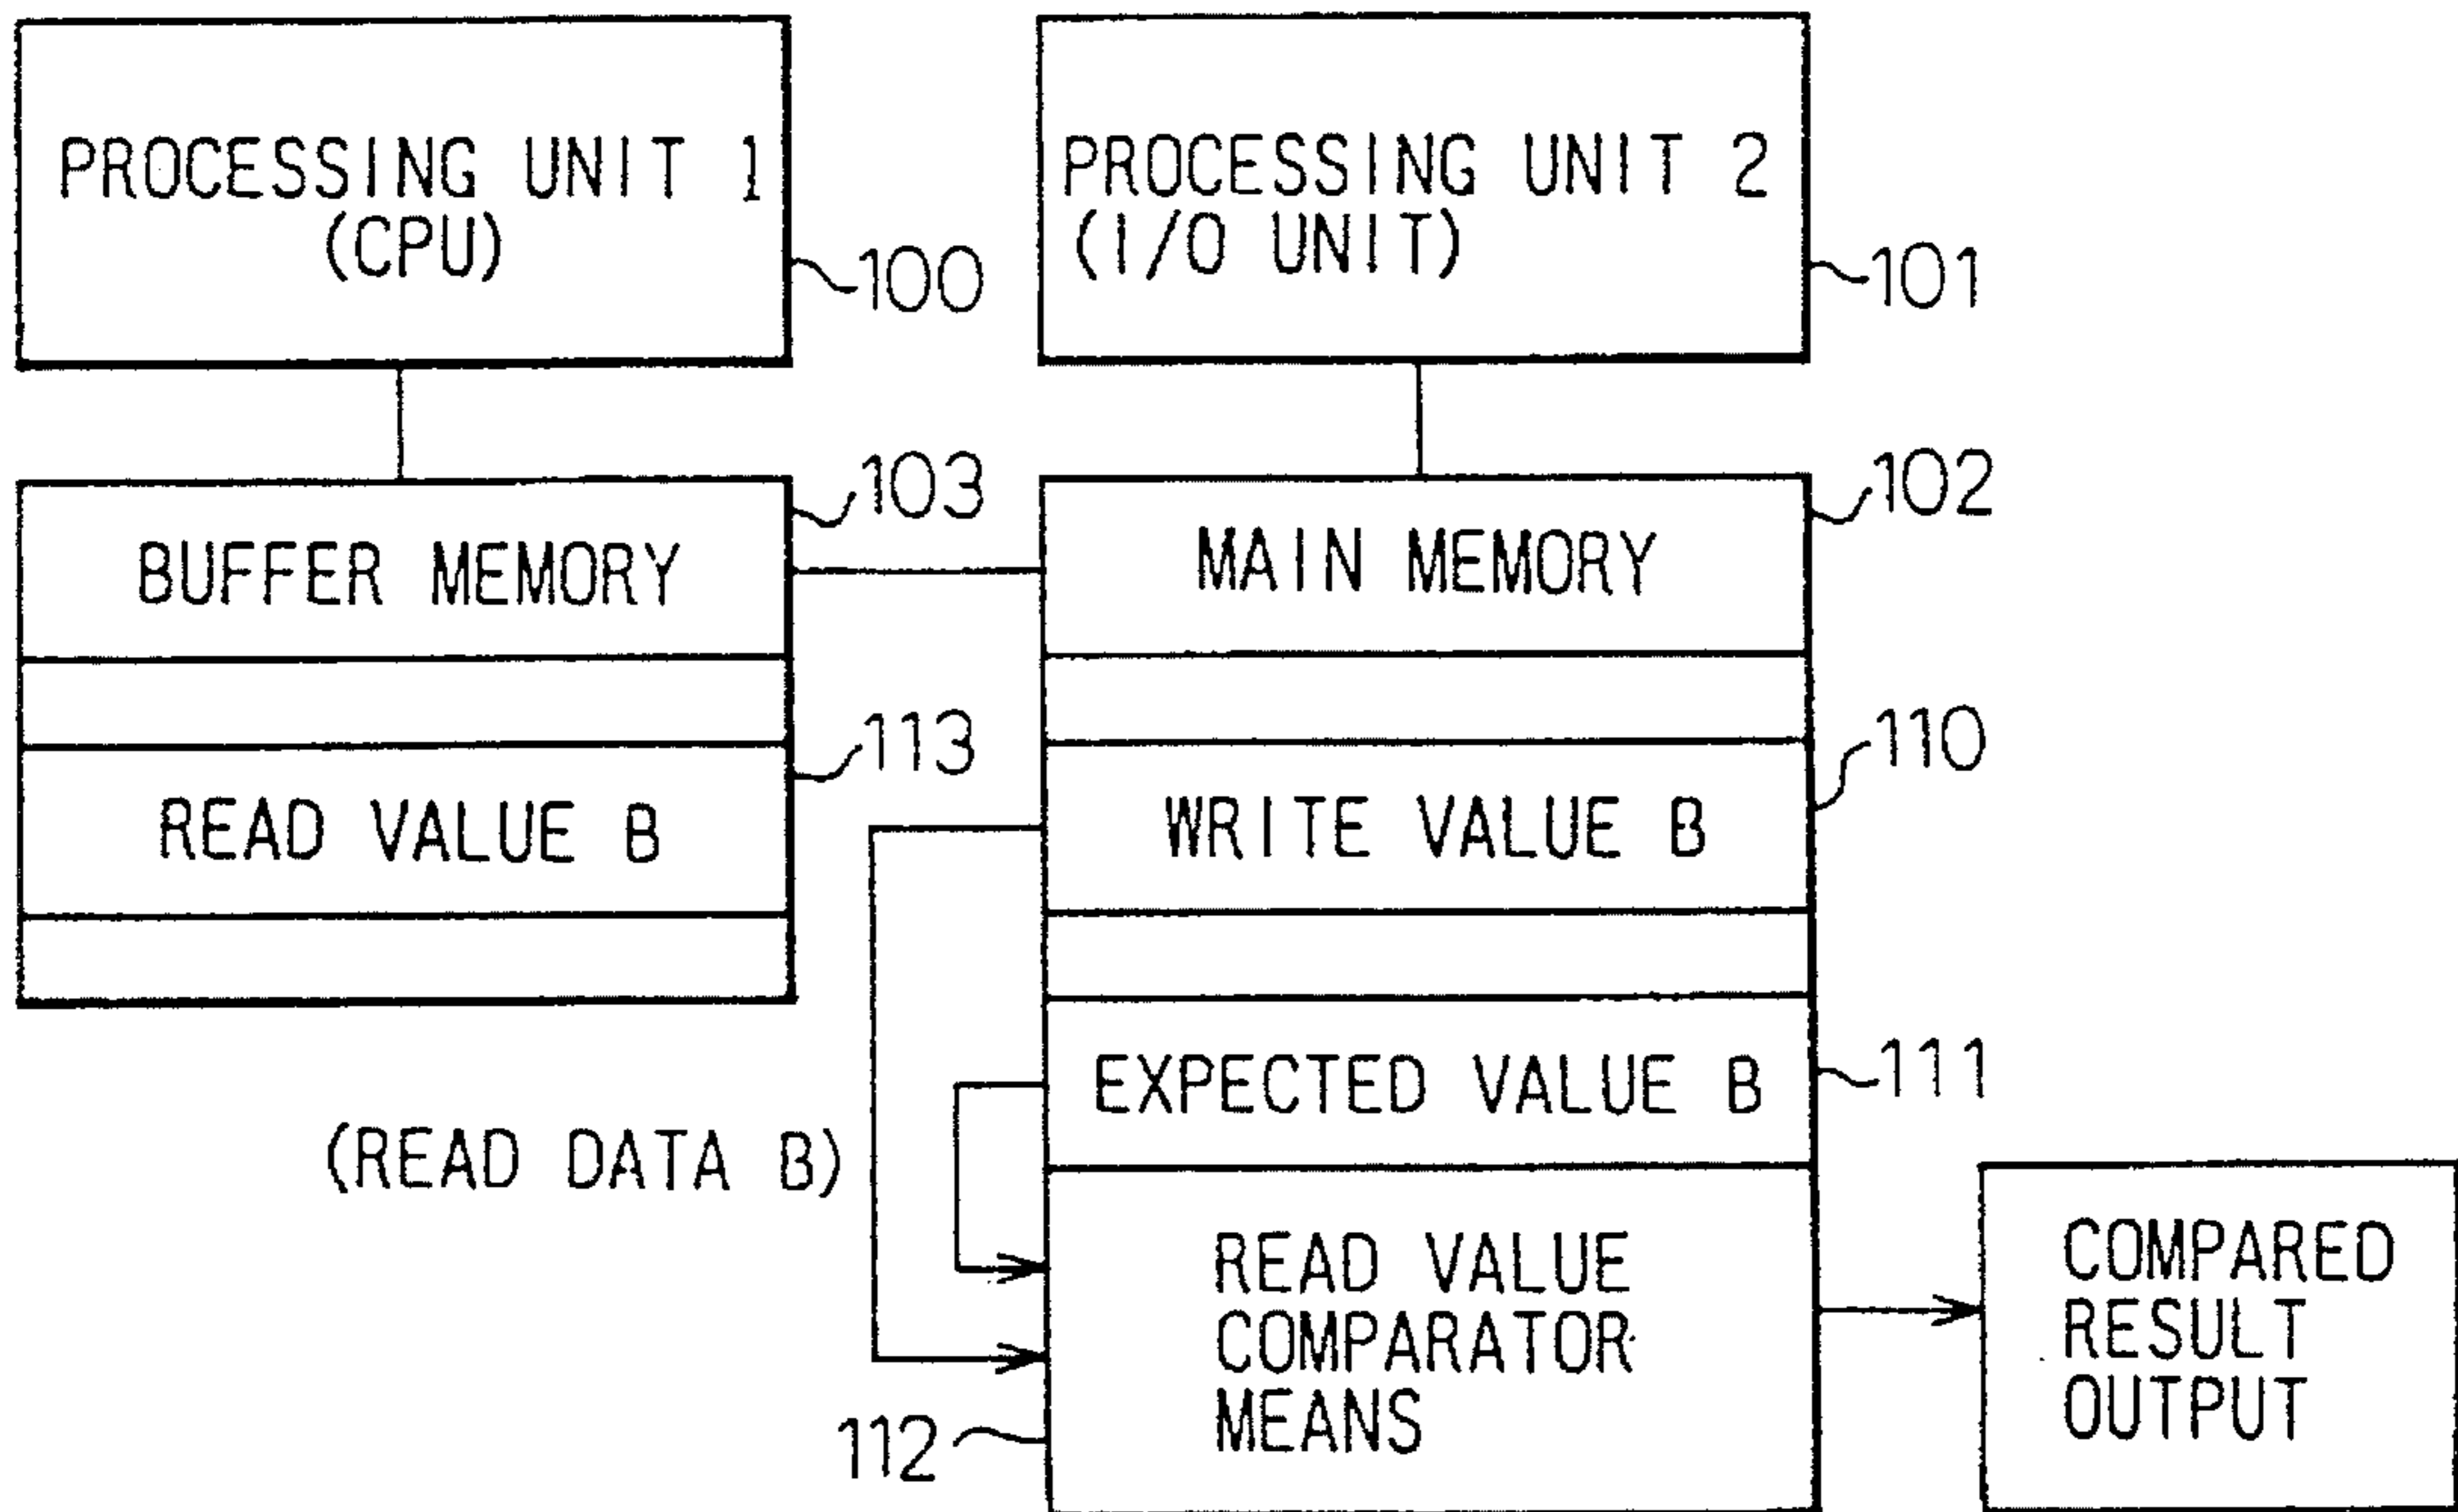 PROCESSING UNIT 1
(CPU)
100
PROCESSING UNIT 2
(I/O UNIT)
101
BUFFER MEMORY
103
MAIN MEMORY
102
READ VALUE B
113
WRITE VALUE B
110
EXPECTED VALUE B
111
(READ DATA B)
READ VALUE
COMPARATOR
MEANS
112
COMPARED
RESULT
OUTPUT